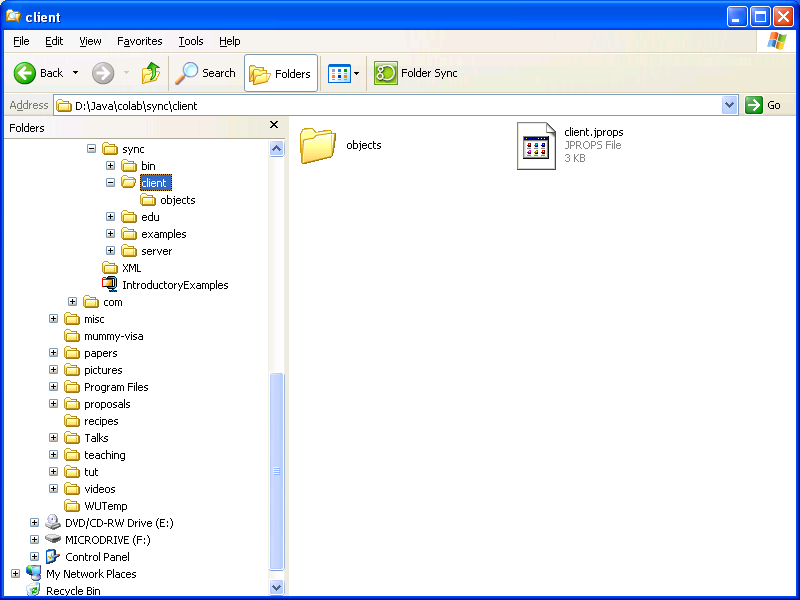 client
File Edit View Favorites Tools Help
Back Search Folders Folder Sync
Address D:\Java\colab\sync\client Go
Folders
sync
bin
client
objects
edu
examples
server
XML
IntroductoryExamples
com
misc
mummy-visa
papers
pictures
Program Files
proposals
recipes
Talks
teaching
tut
videos
WUTemp
DVD/CD-RW Drive (E:)
MICRODRIVE (F:)
Control Panel
My Network Places
Recycle Bin
objects
client.jprops
JPROPS File
3 KB